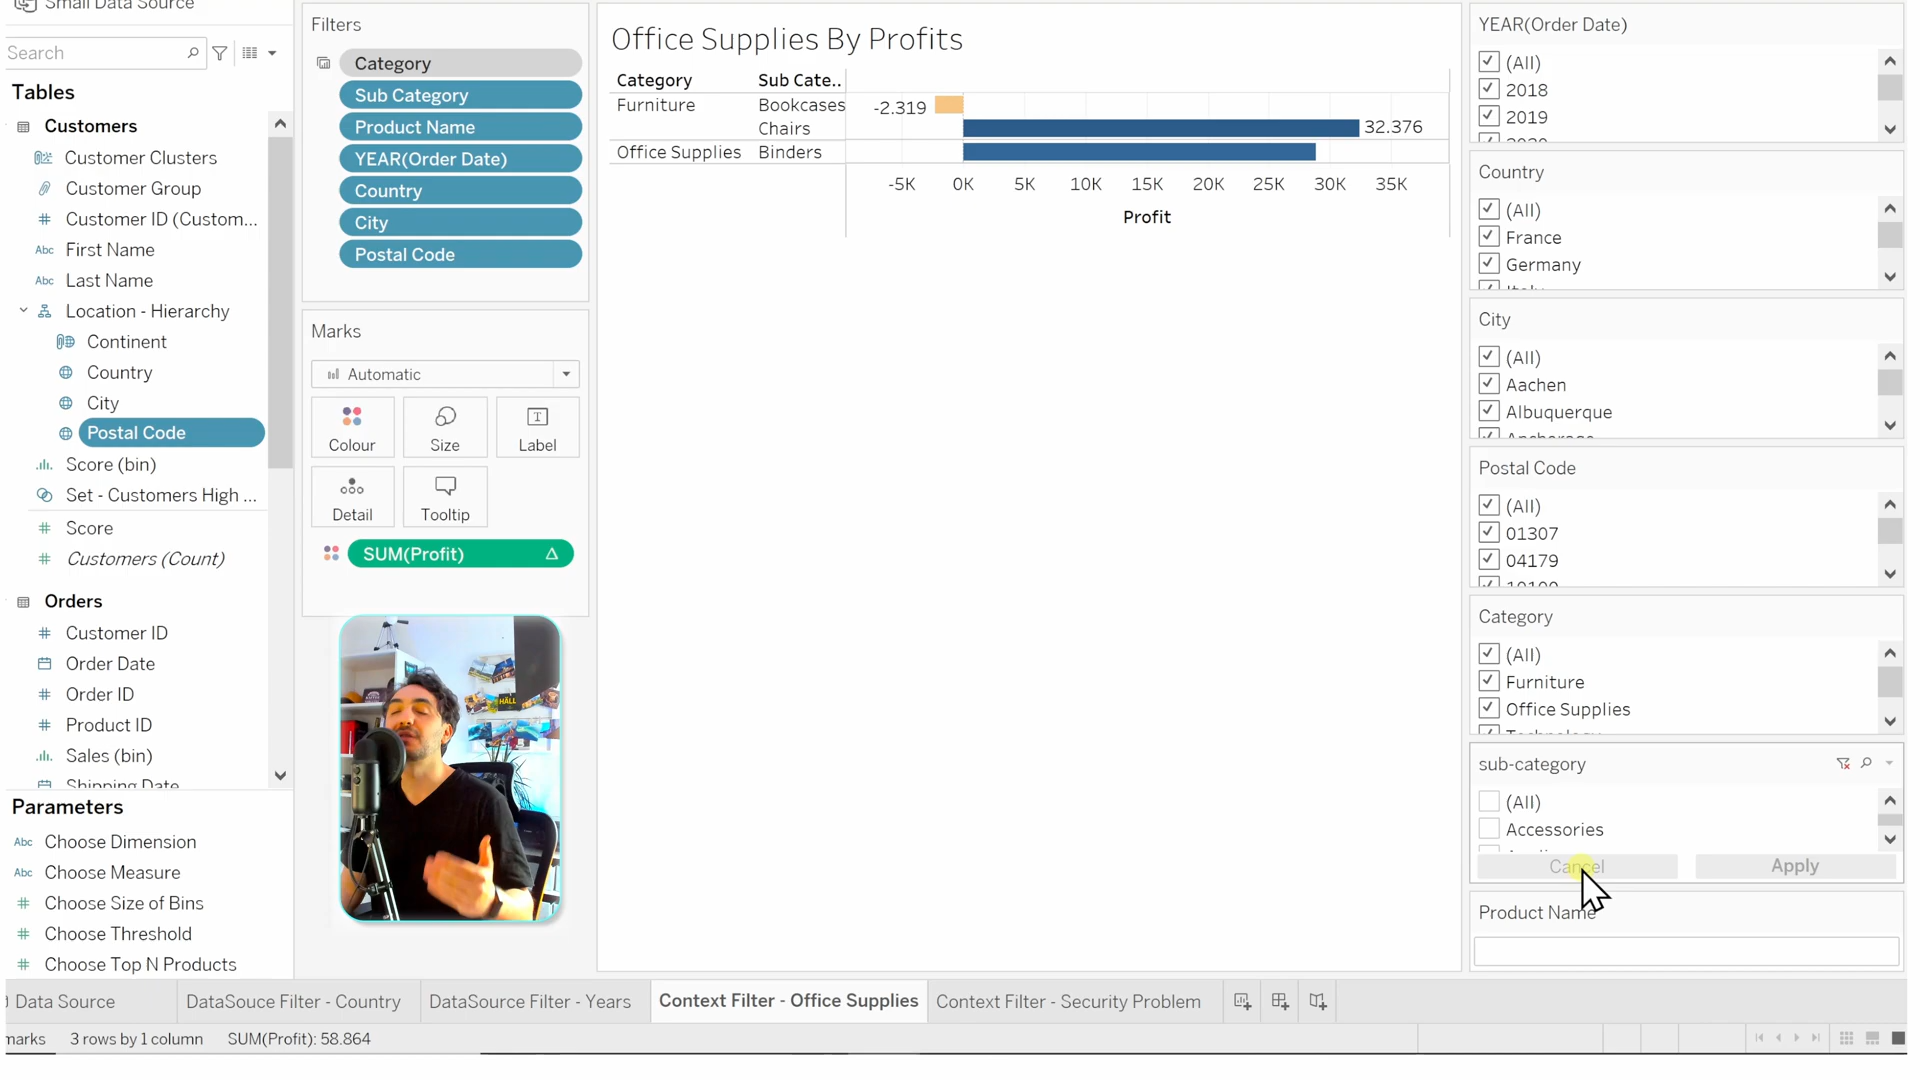 Small Data Source
Search
Tables
Customers
Customer Clusters
Customer Group
Customer ID (Custom...
First Name
Last Name
Location - Hierarchy
Continent
Country
City
Postal Code
Score (bin)
Set - Customers High ...
Score
Customers (Count)
Orders
Customer ID
Order Date
Order ID
Product ID
Sales (bin)
Shipping Date
Parameters
Choose Dimension
Choose Measure
Choose Size of Bins
Choose Threshold
Choose Top N Products
Filters
Category
Sub Category
Product Name
YEAR(Order Date)
Country
City
Postal Code
Marks
Automatic
Colour
Size
Label
Detail
Tooltip
SUM(Profit)
Office Supplies By Profits
Category Sub Cate..
Furniture Bookcases -2.319
Chairs 32.376
Office Supplies Binders
-5K 0K 5K 10K 15K 20K 25K 30K 35K
Profit
YEAR(Order Date)
(All)
2018
2019
2020
Country
(All)
France
Germany
Italy
City
(All)
Aachen
Albuquerque
Anchorage
Postal Code
(All)
01307
04179
Category
(All)
Furniture
Office Supplies
Technology
sub-category
(All)
Accessories
Cancel Apply
Product Name
Data Source DataSouce Filter - Country DataSource Filter - Years Context Filter - Office Supplies Context Filter - Security Problem
marks 3 rows by 1 column SUM(Profit): 58.864